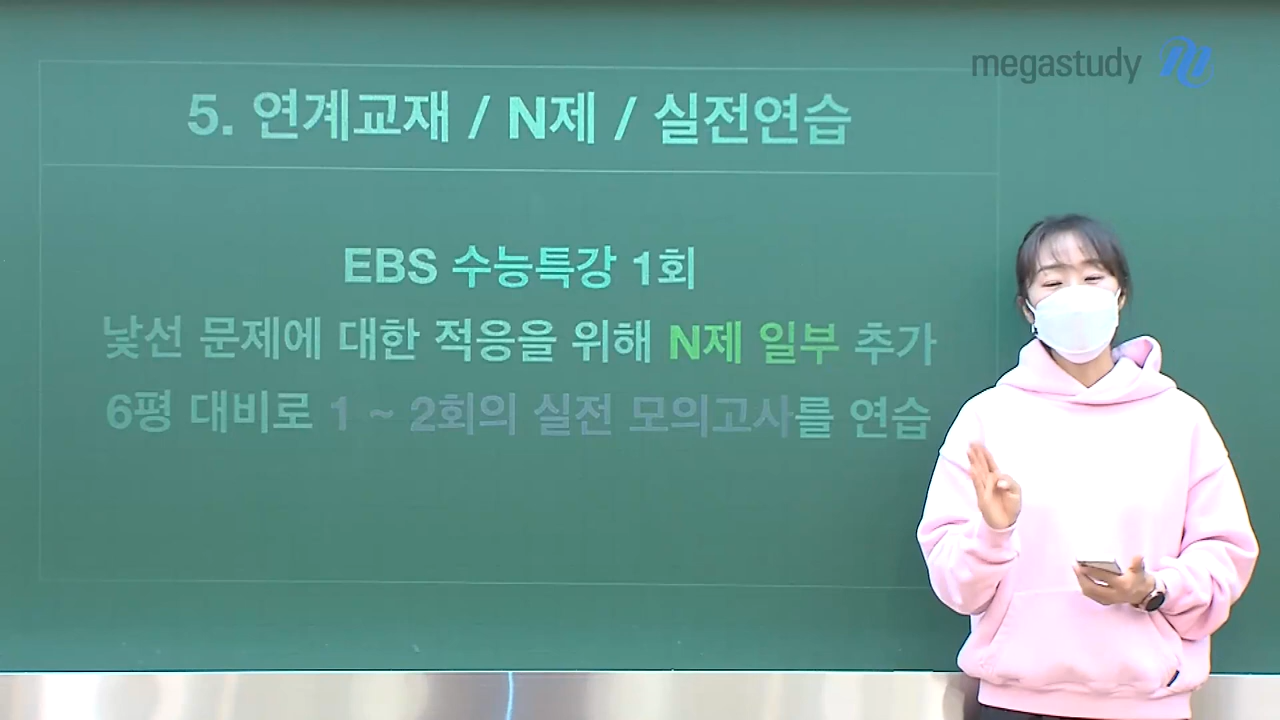 megastudy
5. 연계교재 / N제 / 실전연습
EBS 수능특강 1회
낯선 문제에 대한 적응을 위해 N제 일부 추가
6평 대비로 1 ~ 2회의 실전 모의고사를 연습